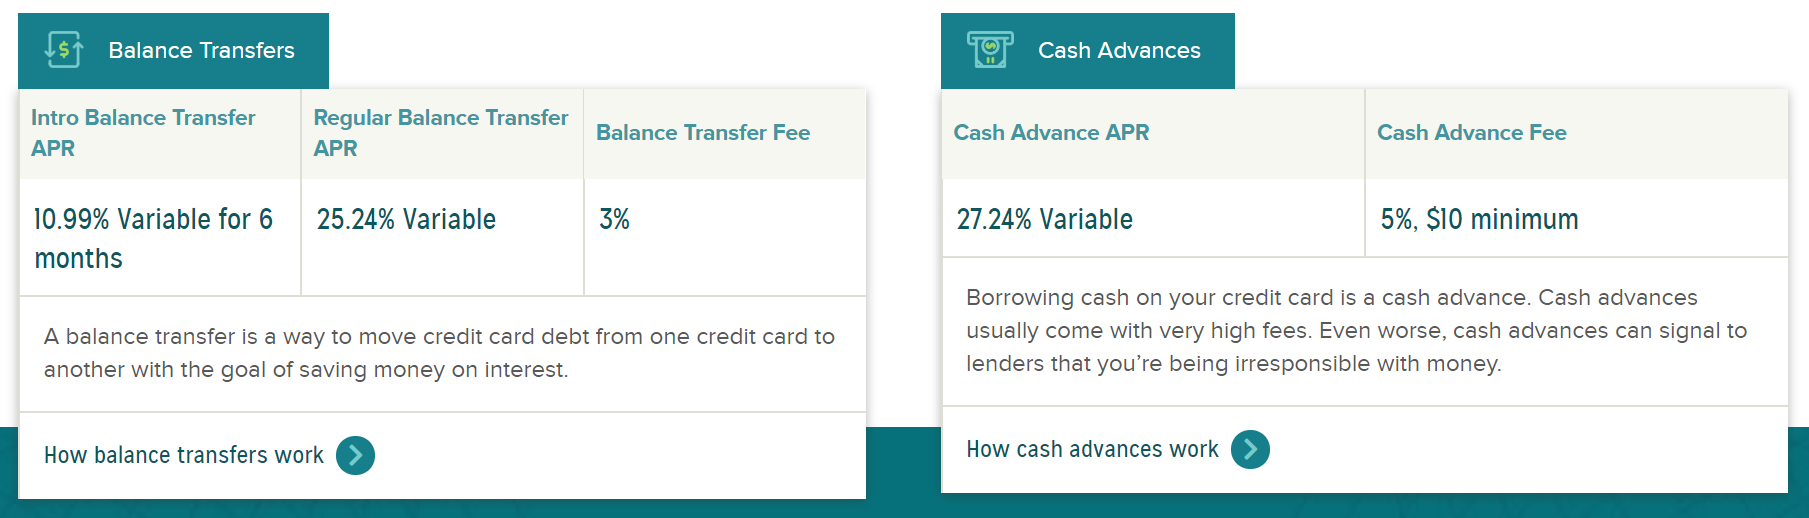 Balance Transfers
Intro Balance Transfer
APR
Regular Balance Transfer
APR
Balance Transfer Fee
10.99% Variable for 6
months
25.24% Variable
3%
A balance transfer is a way to move credit card debt from one credit card to
another with the goal of saving money on interest.
How balance transfers work
Cash Advances
Cash Advance APR
Cash Advance Fee
27.24% Variable
5%, $10 minimum
Borrowing cash on your credit card is a cash advance. Cash advances
usually come with very high fees. Even worse, cash advances can signal to
lenders that you’re being irresponsible with money.
How cash advances work